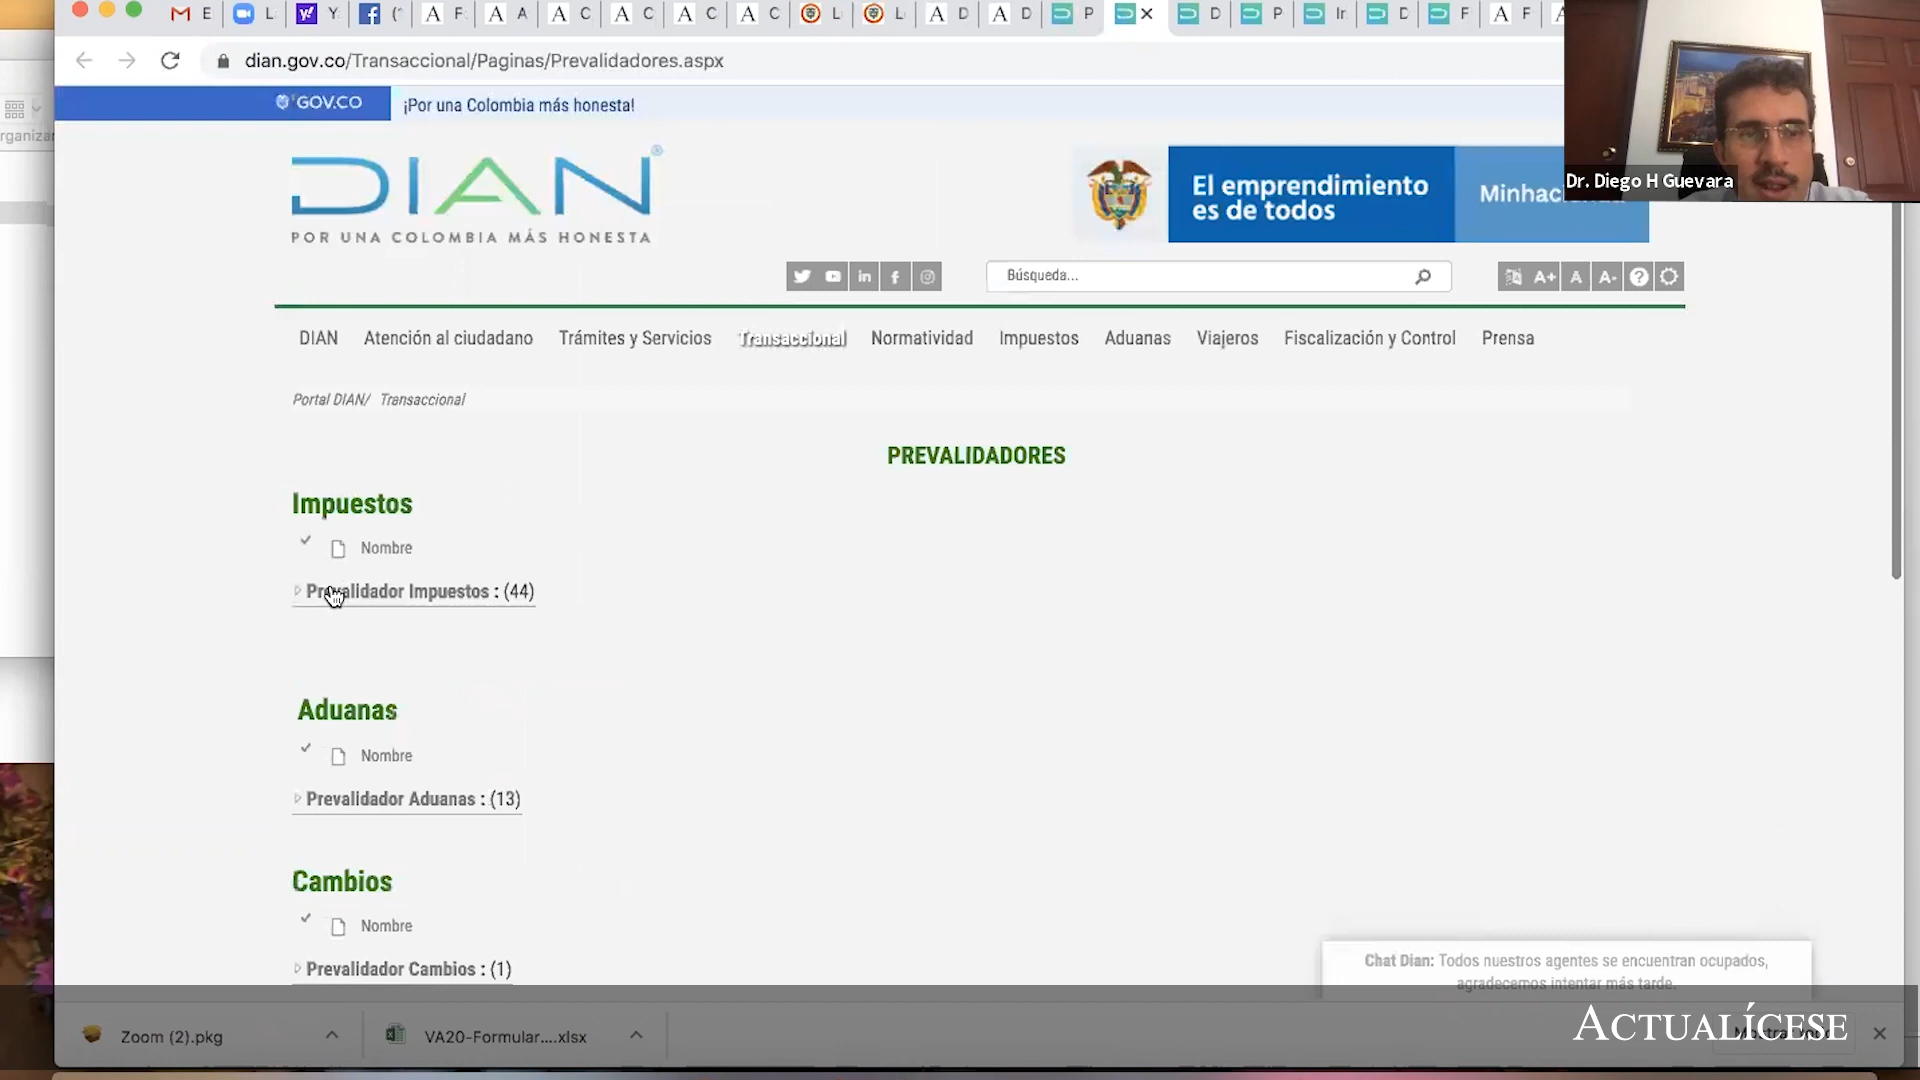 dian.gov.co/Transaccional/Paginas/Prevalidadores.aspx
GOV.CO
¡Por una Colombia más honesta!
DIAN
POR UNA COLOMBIA MÁS HONESTA
El emprendimiento
es de todos
Dr. Diego H Guevara
Búsqueda...
A+ A A-
DIAN Atención al ciudadano Trámites y Servicios Transaccional Normatividad Impuestos Aduanas Viajeros Fiscalización y Control Prensa
Portal DIAN/ Transaccional
PREVALIDADORES
Impuestos
Nombre
Prevalidador Impuestos : (44)
Aduanas
Nombre
Prevalidador Aduanas : (13)
Cambios
Nombre
Prevalidador Cambios : (1)
Chat Dian: Todos nuestros agentes se encuentran ocupados,
agradecemos intentar más tarde.
Zoom (2).pkg
VA20-Formular....xlsx
ACTUALÍCESE